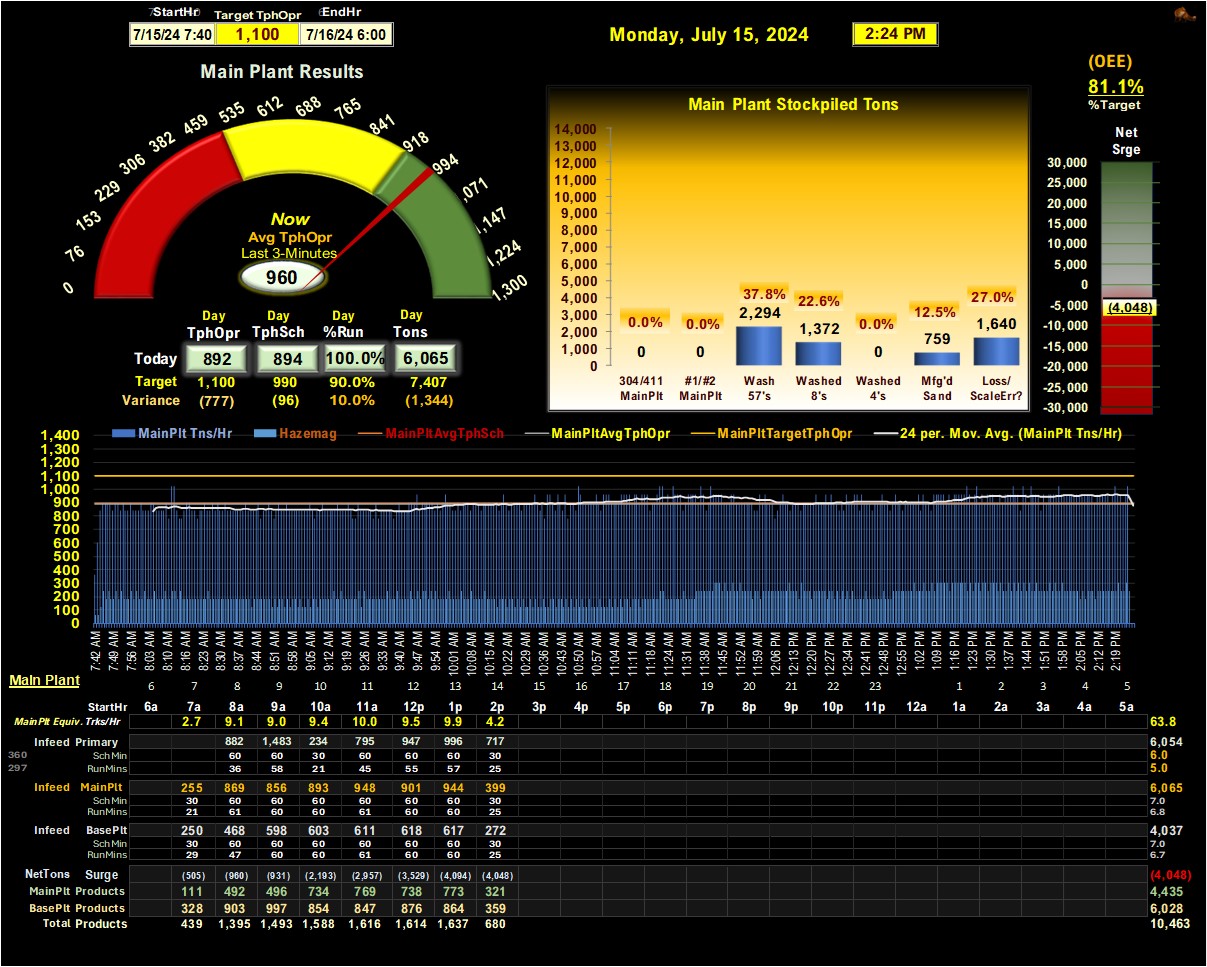 StartHr Target TphOpr EndHr
7/15/24 7:40 1,100 7/16/24 6:00
Monday, July 15, 2024 2:24 PM
(OEE)
81.1%
%Target
Main Plant Results
0 76 153 229 306 382 459 535 612 688 765 841 918 994 ,071 ,147 1,224 1,300
Now
Avg TphOpr
Last 3-Minutes
960
Day Day Day Day
TphOpr TphSch %Run Tons
Today 892 894 100.0% 6,065
Target 1,100 990 90.0% 7,407
Variance (777) (96) 10.0% (1,344)
Main Plant Stockpiled Tons
14,000
13,000
12,000
11,000
10,000
9,000
8,000
7,000
6,000
5,000
4,000
3,000
2,000
1,000
0
0.0% 0.0% 37.8% 22.6% 0.0% 12.5% 27.0%
0 0 2,294 1,372 0 759 1,640
304/411 #1/#2 Wash Washed Washed Mfg'd Loss/
MainPlt MainPlt 57's 8's 4's Sand ScaleErr?
Net
Srge
30,000
25,000
20,000
15,000
10,000
5,000
0
-5,000
-10,000
-15,000
-20,000
-25,000
-30,000
(4,048)
MainPlt Tns/Hr Hazemag MainPltAvgTphSch MainPltAvgTphOpr MainPltTargetTphOpr 24 per. Mov. Avg. (MainPlt Tns/Hr)
1,400
1,300
1,200
1,100
1,000
900
800
700
600
500
400
300
200
100
0
7:42 AM 7:49 AM 7:56 AM 8:03 AM 8:10 AM 8:16 AM 8:23 AM 8:30 AM 8:37 AM 8:44 AM 8:51 AM 8:58 AM 9:05 AM 9:12 AM 9:19 AM 9:26 AM 9:33 AM 9:40 AM 9:47 AM 9:54 AM 10:01 AM 10:08 AM 10:15 AM 10:22 AM 10:29 AM 10:36 AM 10:43 AM 10:50 AM 10:57 AM 11:04 AM 11:11 AM 11:18 AM 11:24 AM 11:31 AM 11:38 AM 11:45 AM 11:52 AM 11:59 AM 12:06 PM 12:13 PM 12:20 PM 12:27 PM 12:34 PM 12:41 PM 12:48 PM 12:55 PM 1:02 PM 1:09 PM 1:16 PM 1:23 PM 1:30 PM 1:37 PM 1:44 PM 1:51 PM 1:58 PM 2:05 PM 2:12 PM 2:19 PM
Main Plant
6 7 8 9 10 11 12 13 14 15 16 17 18 19 20 21 22 23 1 2 3 4 5
StartHr 6a 7a 8a 9a 10a 11a 12p 1p 2p 3p 4p 5p 6p 7p 8p 9p 10p 11p 12a 1a 2a 3a 4a 5a
MainPlt Equiv. Trks/Hr 2.7 9.1 9.0 9.4 10.0 9.5 9.9 4.2 63.8
Infeed Primary 882 1,483 234 795 947 996 717 6,054
360 SchMin 60 60 30 60 60 60 30 6.0
297 RunMins 36 58 21 45 55 57 25 5.0
Infeed MainPlt 255 869 856 893 948 901 944 399 6,065
SchMin 30 60 60 60 60 60 60 30 7.0
RunMins 21 61 60 60 61 60 60 25 6.8
Infeed BasePlt 250 468 598 603 611 618 617 272 4,037
SchMin 30 60 60 60 60 60 60 30 7.0
RunMins 29 47 60 60 61 60 60 25 6.7
NetTons Surge (505) (960) (931) (2,193) (2,957) (3,529) (4,094) (4,048) (4,048)
MainPlt Products 111 492 496 734 769 738 773 321 4,435
BasePlt Products 328 903 997 854 847 876 864 359 6,028
Total Products 439 1,395 1,493 1,588 1,616 1,614 1,637 680 10,463